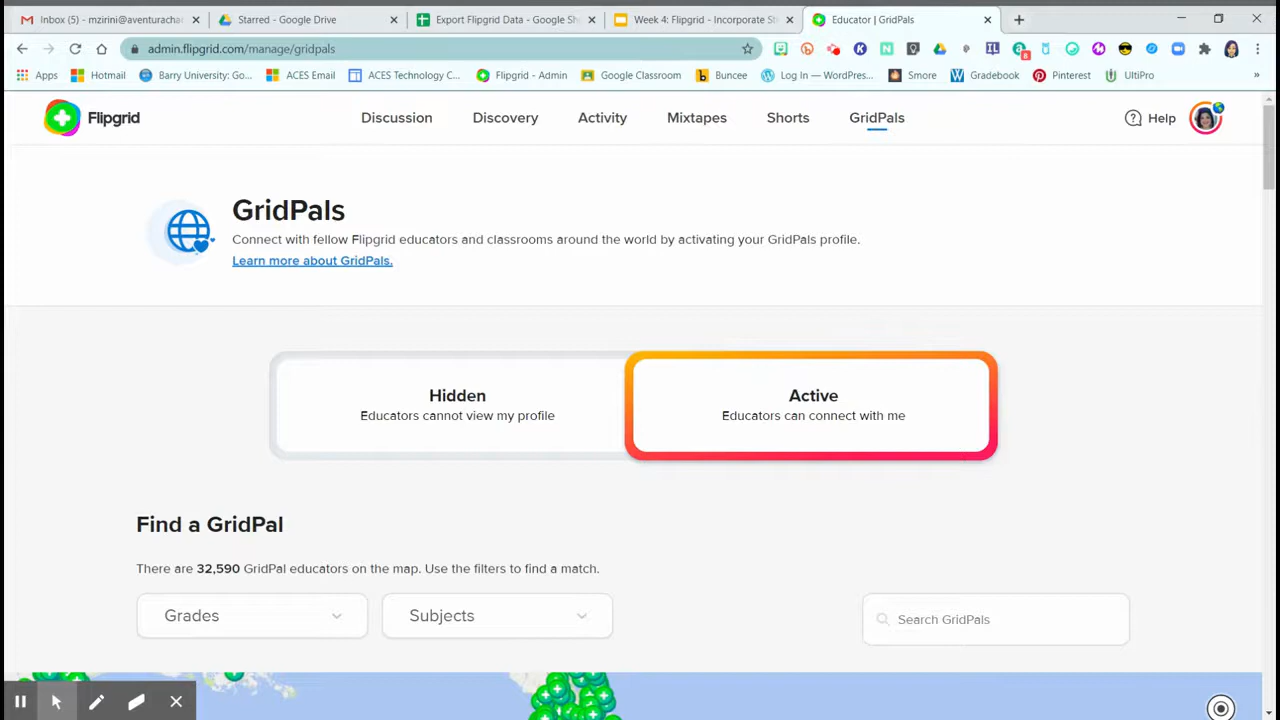 Inbox (5) - mzirini@aventuracha
Starred - Google Drive
Export Flipgrid Data - Google Sh
Week 4: Flipgrid - Incorporate St
Educator | GridPals
admin.flipgrid.com/manage/gridpals
Apps
Hotmail
Barry University: Go...
ACES Email
ACES Technology C...
Flipgrid - Admin
Google Classroom
Buncee
Log In — WordPres...
Smore
Gradebook
Pinterest
UltiPro
Flipgrid
Discussion
Discovery
Activity
Mixtapes
Shorts
GridPals
Help
GridPals
Connect with fellow Flipgrid educators and classrooms around the world by activating your GridPals profile.
Learn more about GridPals.
Hidden
Educators cannot view my profile
Active
Educators can connect with me
Find a GridPal
There are 32,590 GridPal educators on the map. Use the filters to find a match.
Grades
Subjects
Search GridPals